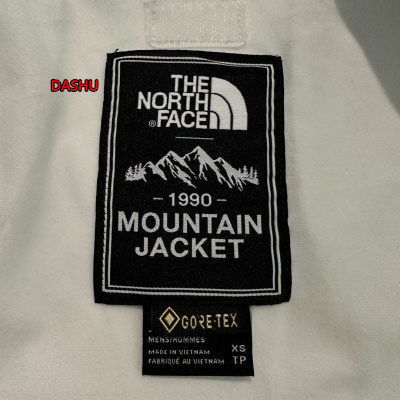 DASHU
THE
NORTH
FACE
®
- 1990 -
MOUNTAIN
JACKET
GORE-TEX
MENS/HOMMES
MADE IN VIETNAM XS
FABRIQUÉ AU VIETNAM TP